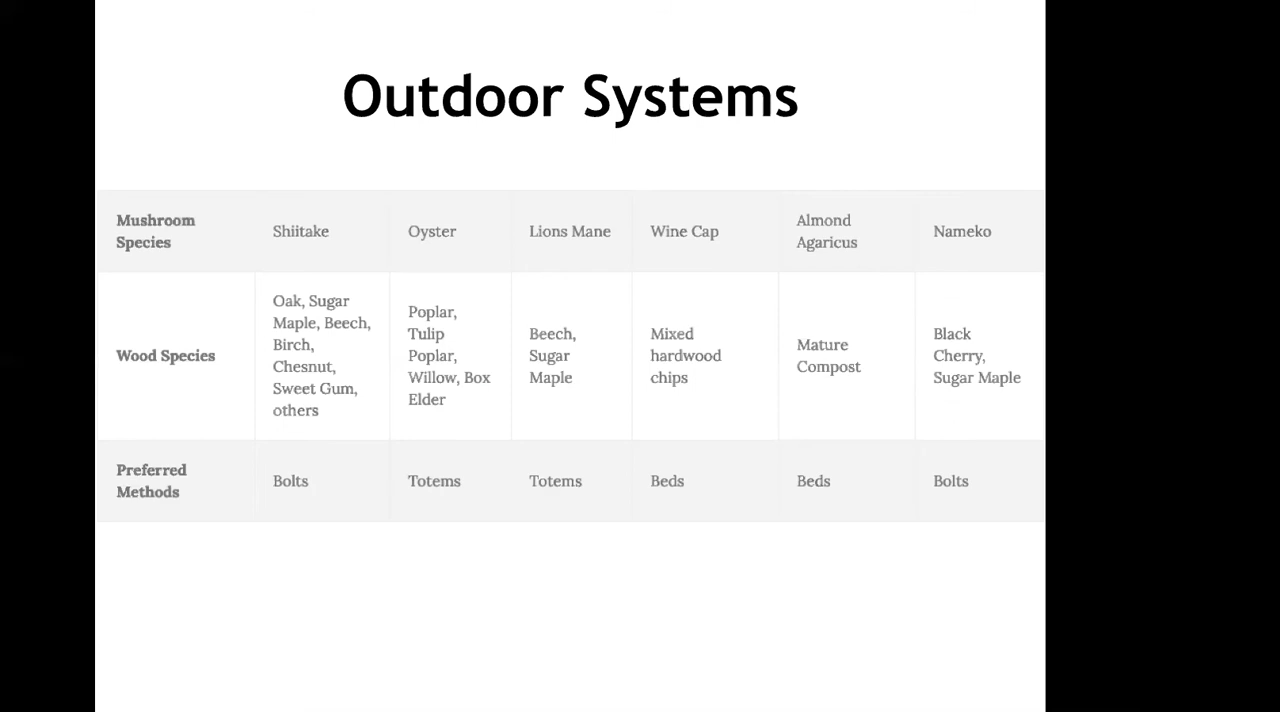 Outdoor Systems
Mushroom
Species
Shiitake
Oyster
Lions Mane
Wine Cap
Almond
Agaricus
Nameko
Wood Species
Oak, Sugar
Maple, Beech,
Birch,
Chesnut,
Sweet Gum,
others
Poplar,
Tulip
Poplar,
Willow, Box
Elder
Beech,
Sugar
Maple
Mixed
hardwood
chips
Mature
Compost
Black
Cherry,
Sugar Maple
Preferred
Methods
Bolts
Totems
Totems
Beds
Beds
Bolts